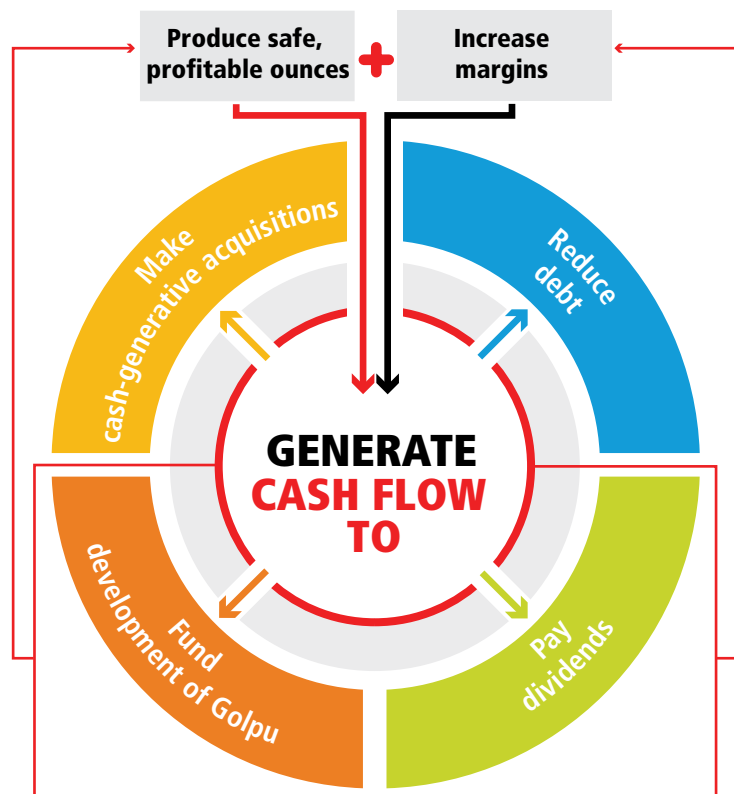 Produce safe,
profitable ounces
Increase
margins
Make
cash-generative acquisitions
Reduce
debt
GENERATE
CASH FLOW
TO
Fund
development of Golpu
Pay
dividends